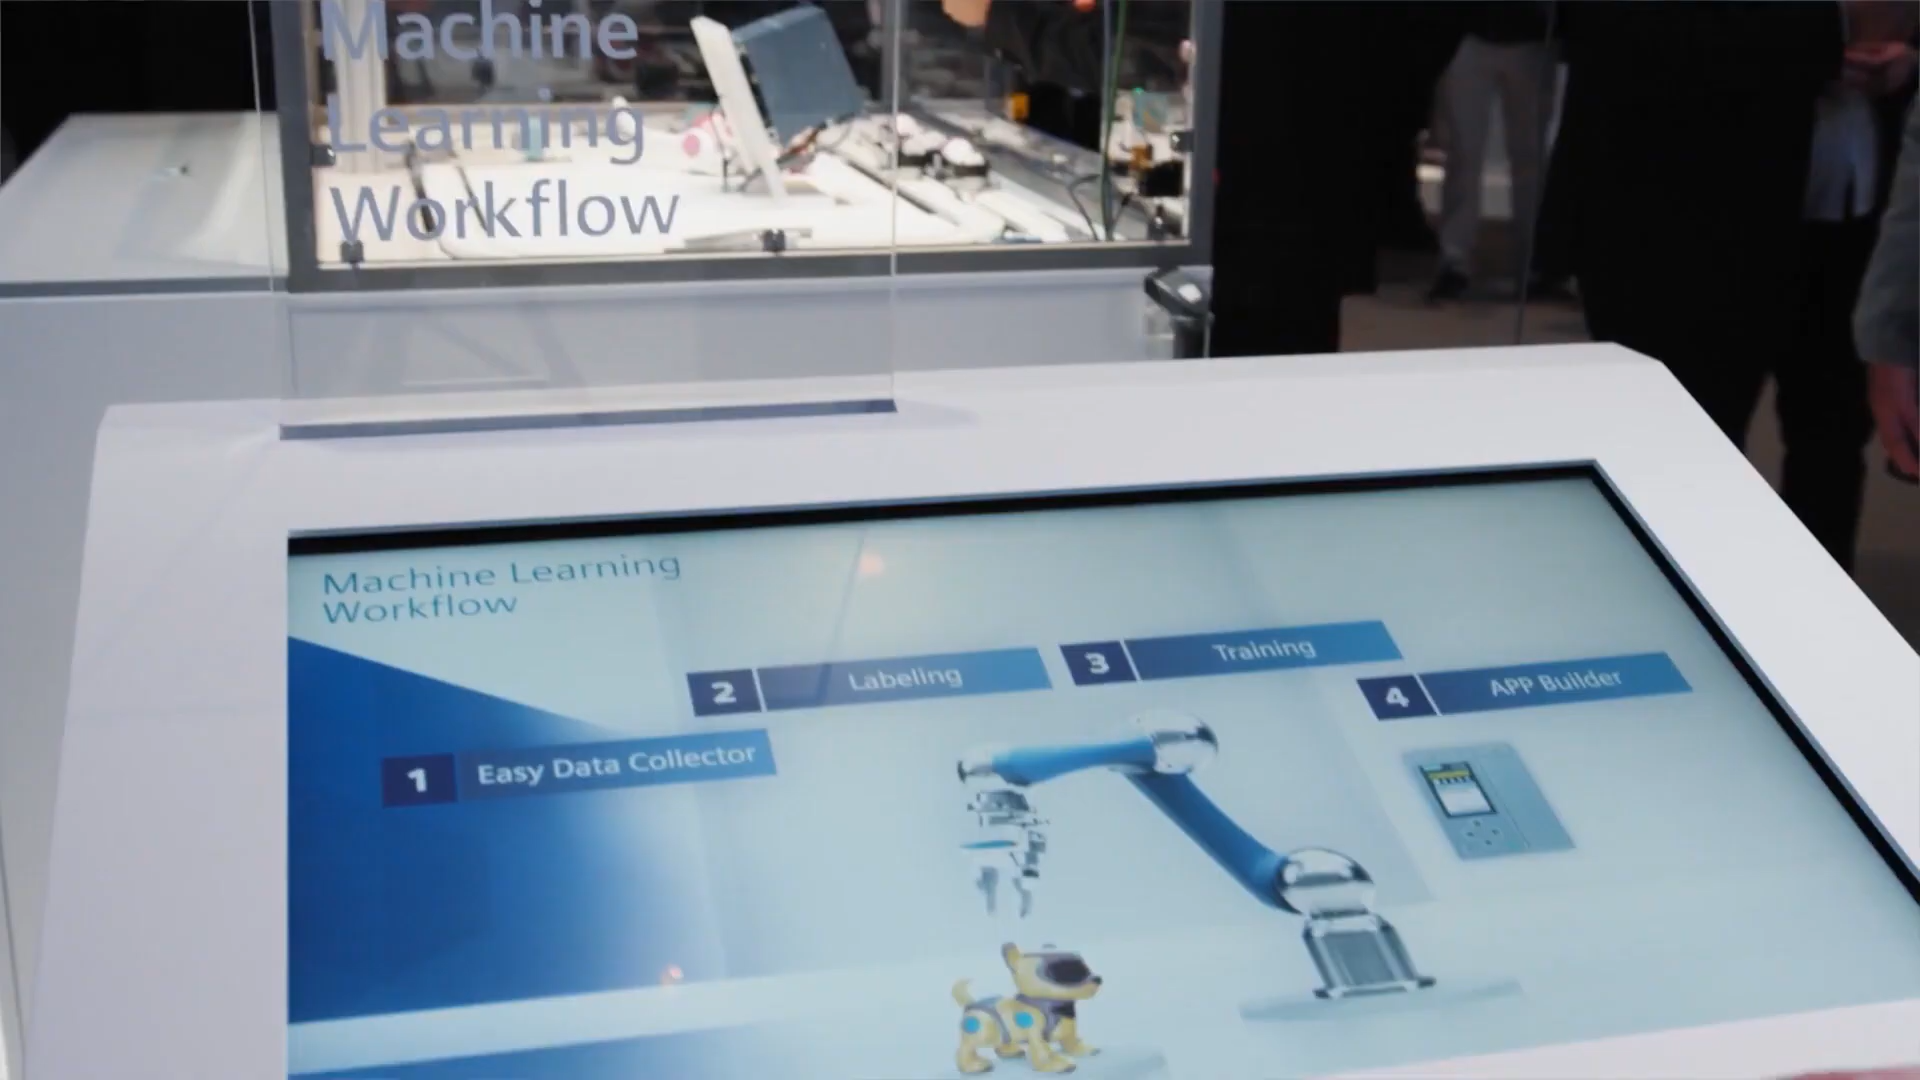 Machine
Learning
Workflow
Machine Learning
Workflow
1 Easy Data Collector
2 Labeling
3 Training
4 APP Builder